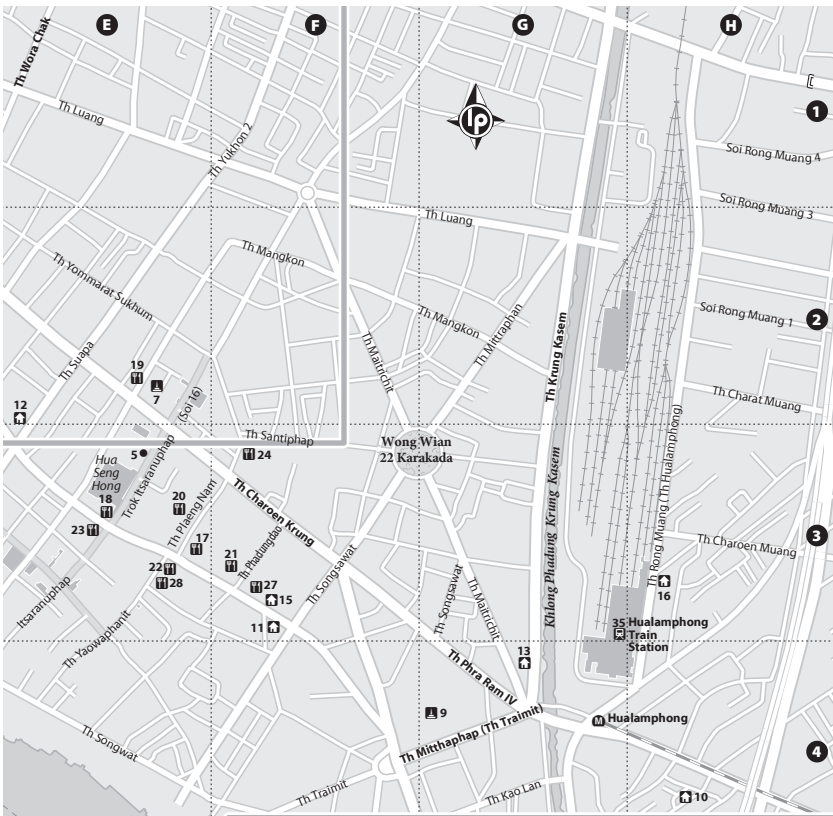 E
F
G
H
Th Wora Chak
lp
1
Th Luang
Th Yukhon 2
Soi Rong Muang 4
Soi Rong Muang 3
Th Luang
Th Mangkon
Th Yommarat Sukhum
Th Mangkon
Th Mittraphan
Soi Rong Muang 1
2
Th Suapa
Th Maitrichit
Th Krung Kasem
19
7
(Soi 16)
Th Charat Muang
12
Th Santiphap
Wong Wian
22 Karakada
5
24
Hua
Seng
Hong
Trok Itsaranuphap
Th Plaeng Nam
Th Charoen Krung
Khlong Phadung Krung Kasem
Th Rong Muang (Th Hualamphong)
18
20
23
17
21
Th Phadungdao
Th Charoen Muang
3
22
28
27
15
16
Itsaranuphap
Th Songsawat
Th Songsawat
Th Maitrichit
11
35 Hualamphong
Train
Station
Th Yaowaphanit
13
Th Phra Ram IV
9
M Hualamphong
Th Songwat
Th Mitthaphap (Th Traimit)
4
Th Traimit
Th Kao Lan
10